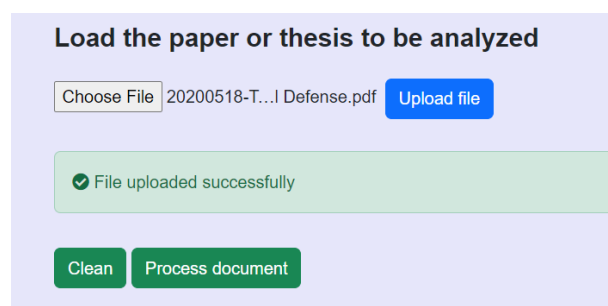 Load the paper or thesis to be analyzed
Choose File 20200518-T…l Defense.pdf Upload file
File uploaded successfully
Clean Process document